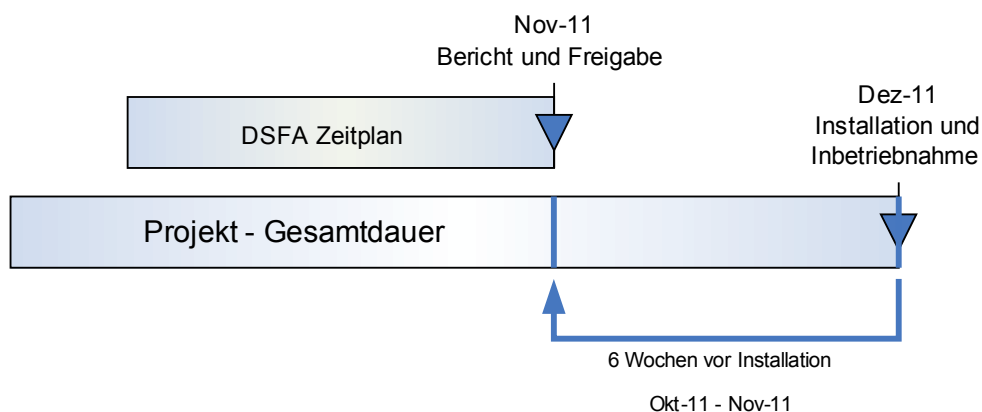 Nov-11
Bericht und Freigabe
Dez-11
Installation und
Inbetriebnahme
DSFA Zeitplan
Projekt - Gesamtdauer
6 Wochen vor Installation
Okt-11 - Nov-11